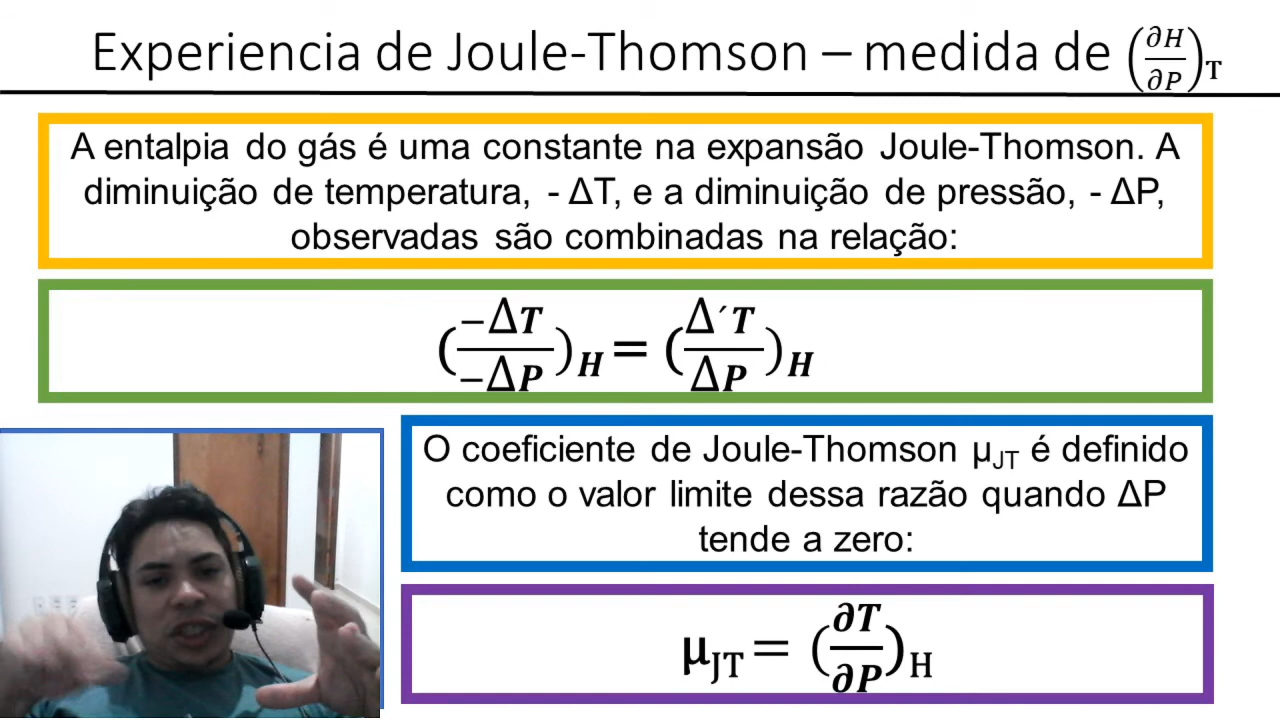 Experiencia de Joule-Thomson – medida de (∂H/∂P)T
A entalpia do gás é uma constante na expansão Joule-Thomson. A
diminuição de temperatura, - ΔT, e a diminuição de pressão, - ΔP,
observadas são combinadas na relação:
(−ΔT/−ΔP)H = (Δ´T/ΔP)H
O coeficiente de Joule-Thomson μJT é definido
como o valor limite dessa razão quando ΔP
tende a zero:
μJT = (∂T/∂P)H